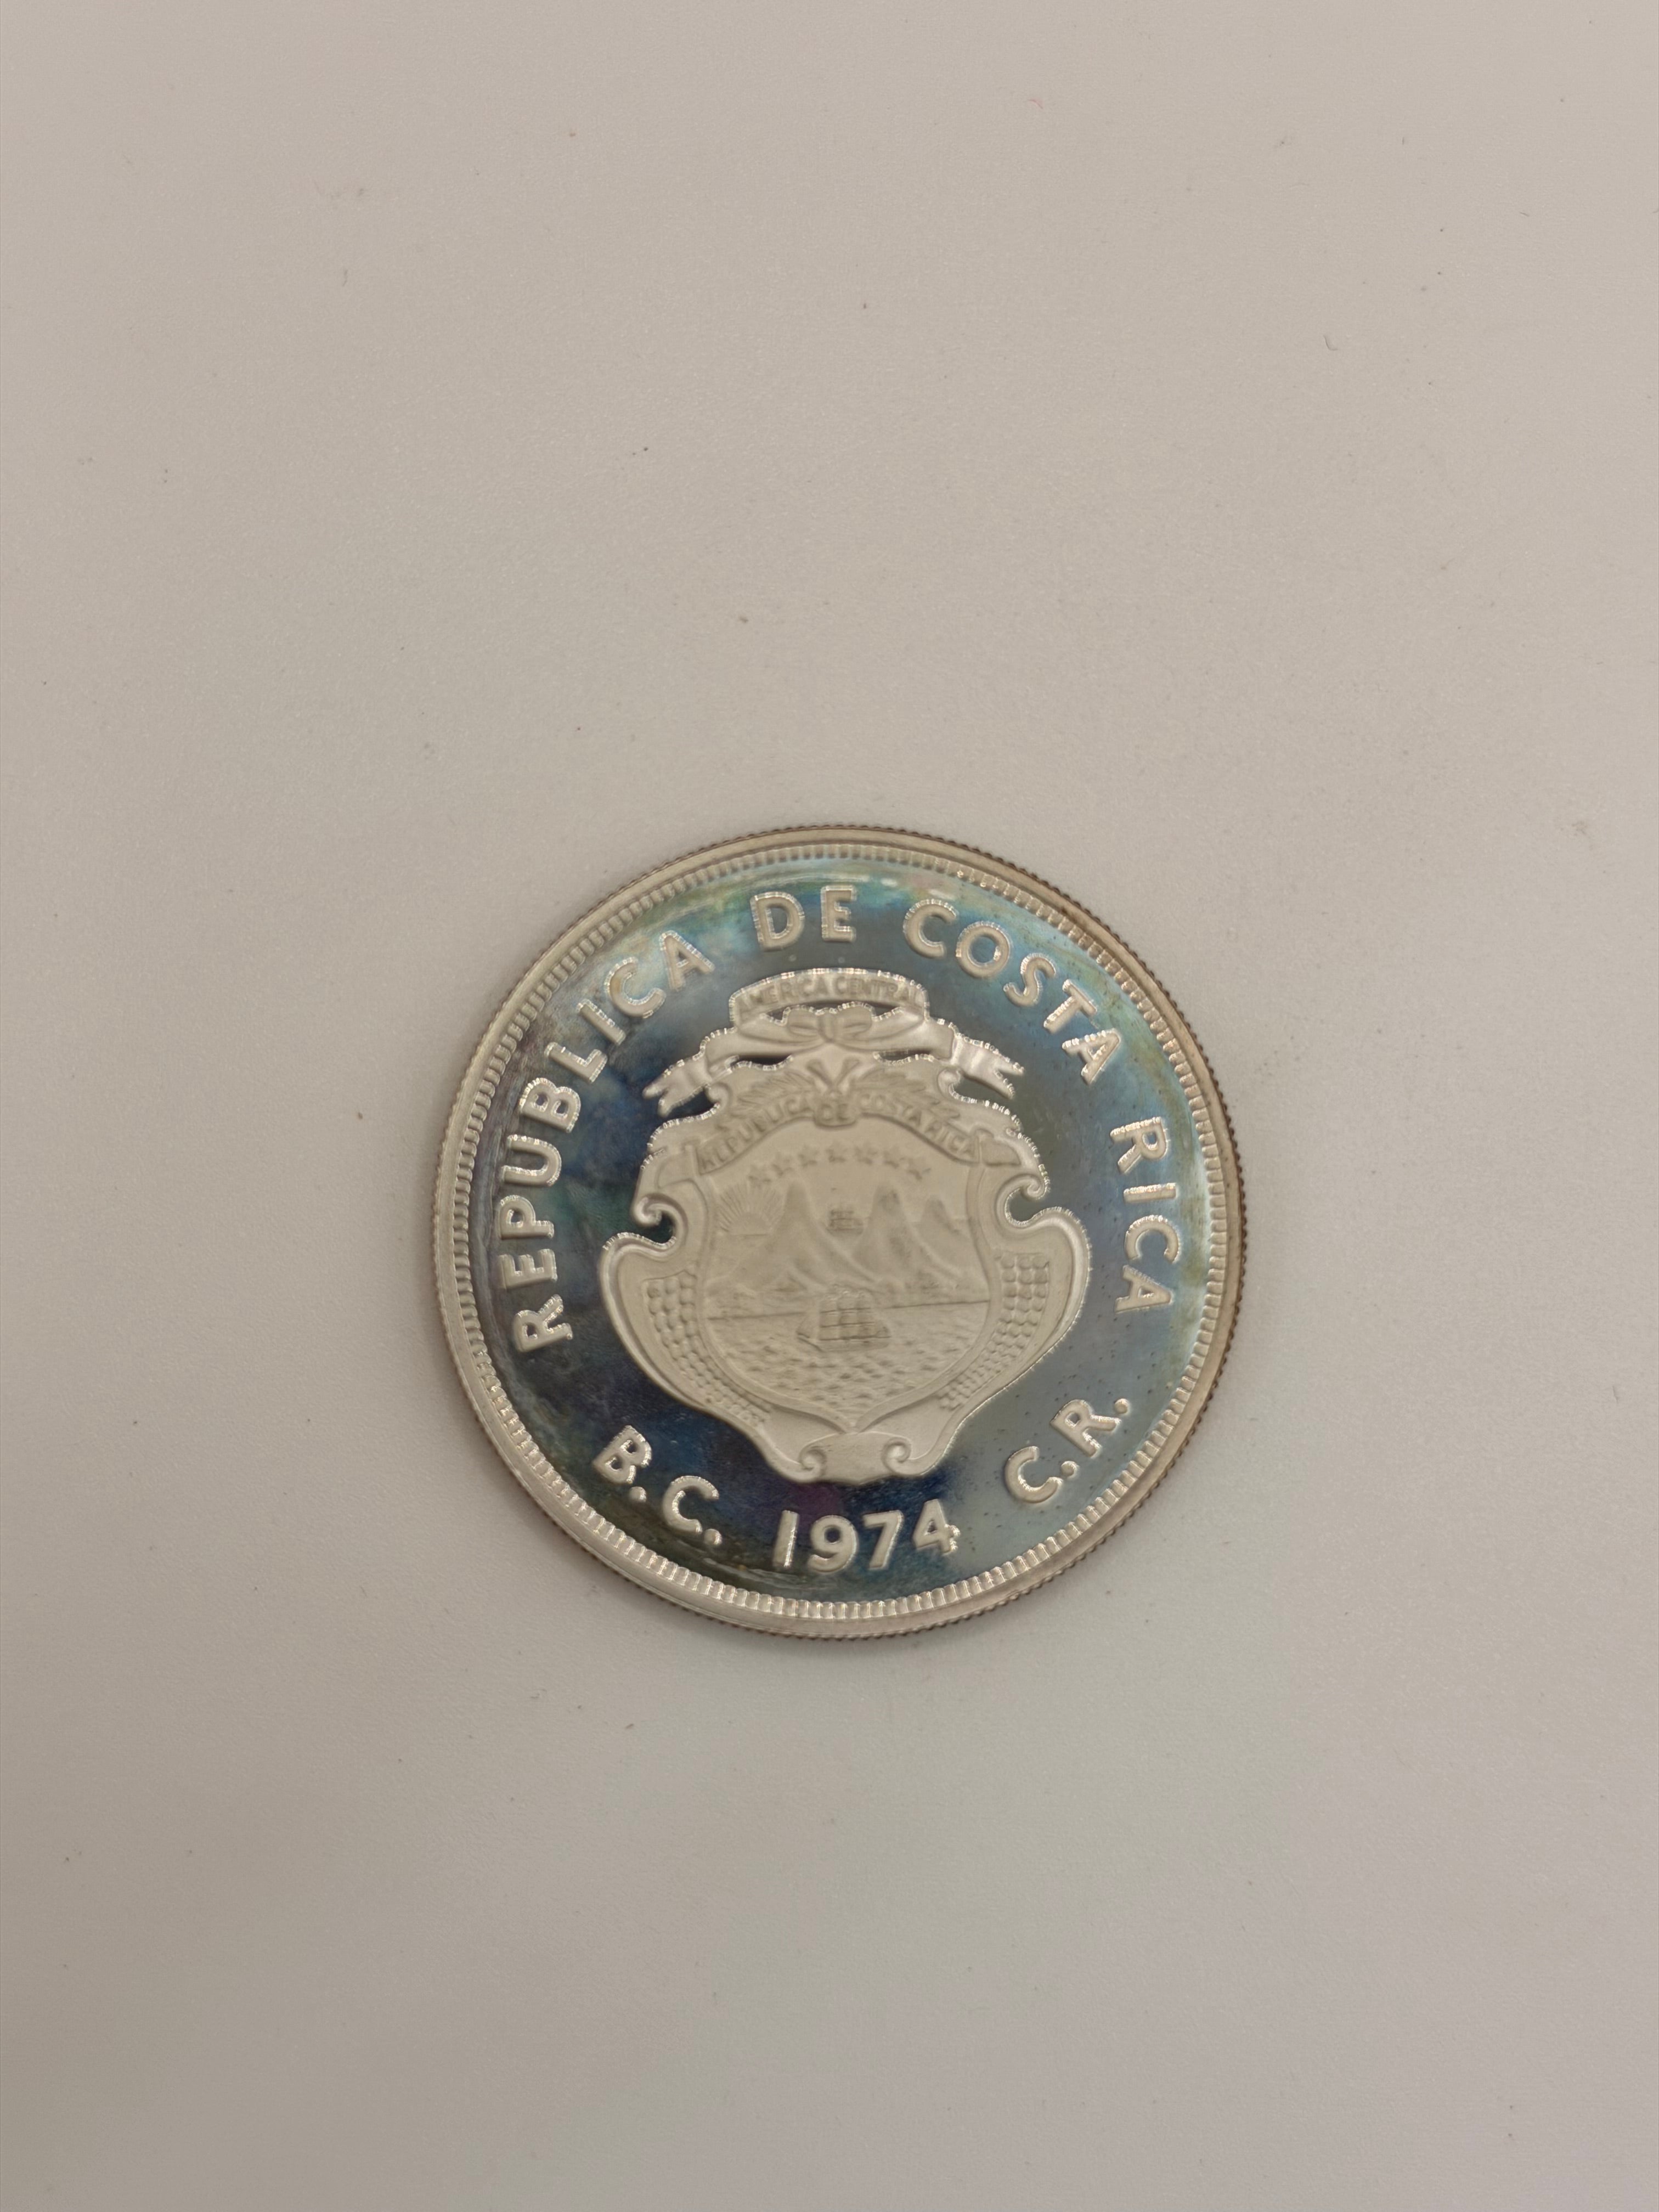 REPUBLICA DE COSTA RICA
AMERICA CENTRAL
REPUBLICA DE COSTA RICA
B.C. 1974 C.R.